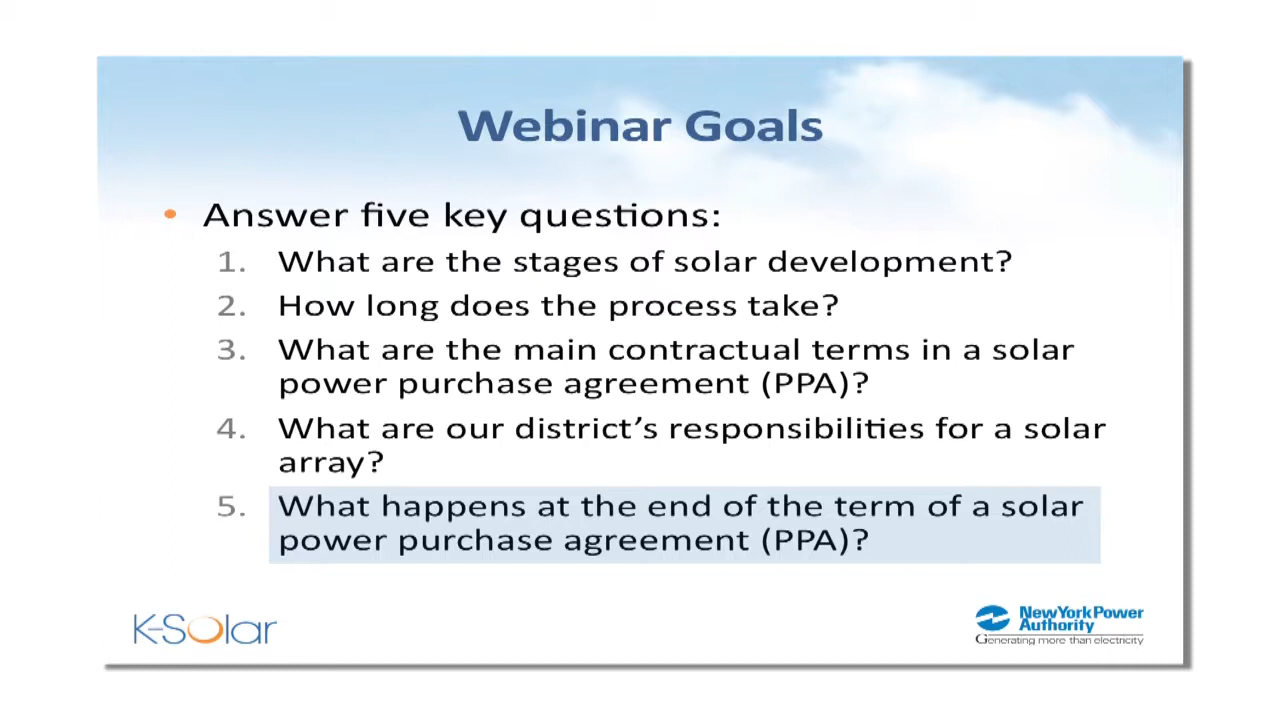 Webinar Goals
• Answer five key questions:
1. What are the stages of solar development?
2. How long does the process take?
3. What are the main contractual terms in a solar
power purchase agreement (PPA)?
4. What are our district’s responsibilities for a solar
array?
5. What happens at the end of the term of a solar
power purchase agreement (PPA)?
K-Solar
NewYorkPower
Authority
Generating more than electricity